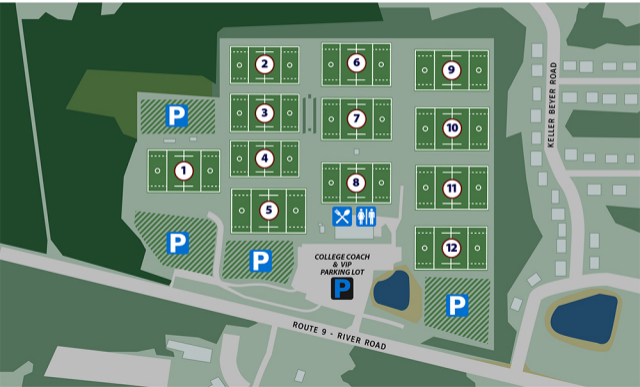 2
6
9
P
3
7
10
KELLER BEYER ROAD
4
1
8
11
5
P
P
12
COLLEGE COACH
& VIP
PARKING LOT
P
P
ROUTE 9 - RIVER ROAD